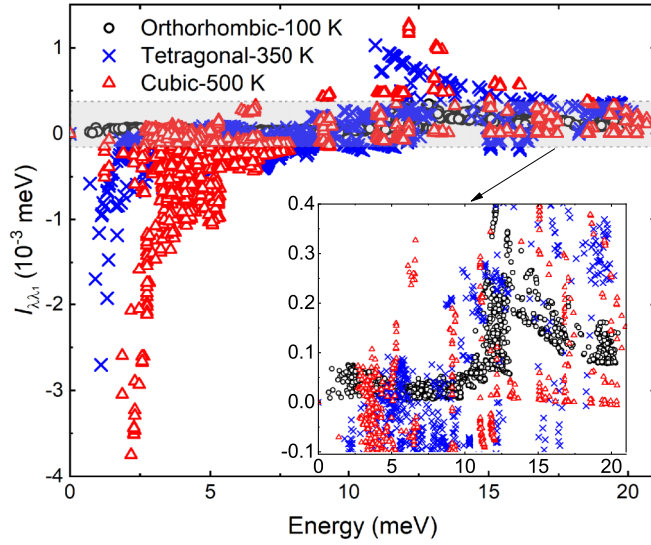 Orthorhombic-100 K
Tetragonal-350 K
Cubic-500 K
1
0
-1
-2
-3
-4
I_λλ₁ (10⁻³ meV)
0.4
0.3
0.2
0.1
0.0
-0.1
0 5 10 15 20
0 5 10 15 20
Energy (meV)